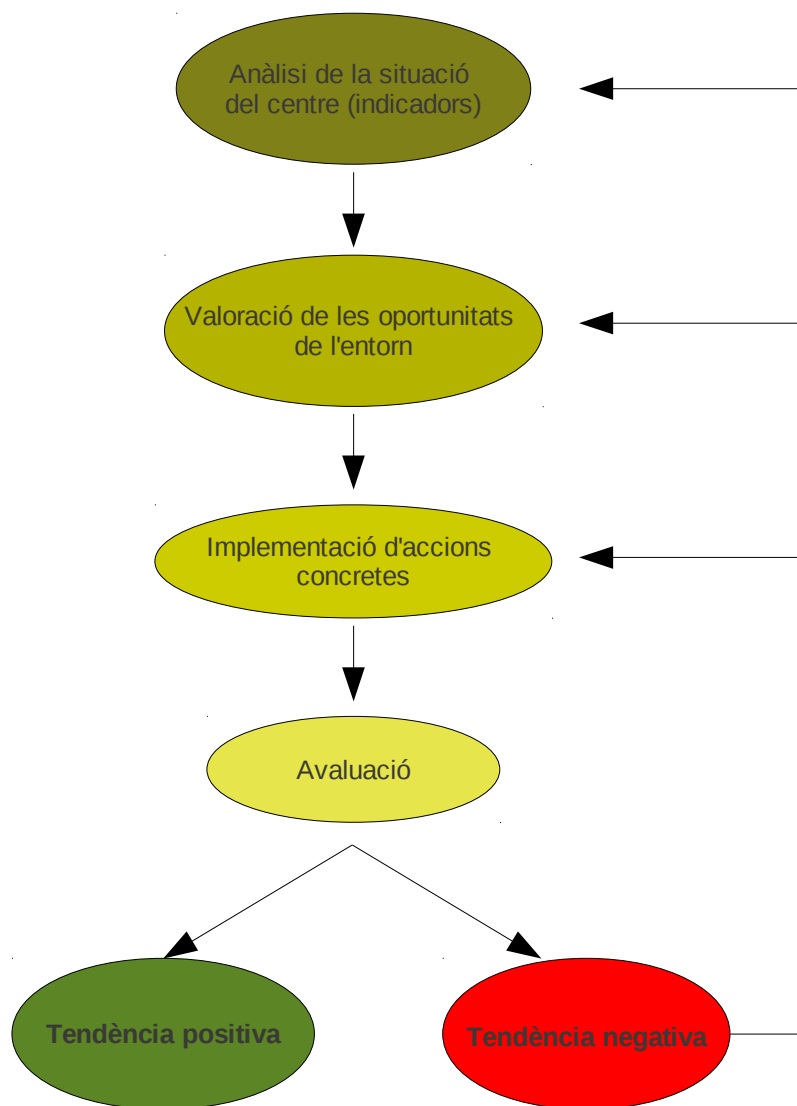 Anàlisi de la situació
del centre (indicadors)
Valoració de les oportunitats
de l'entorn
Implementació d'accions
concretes
Avaluació
Tendència positiva
Tendència negativa